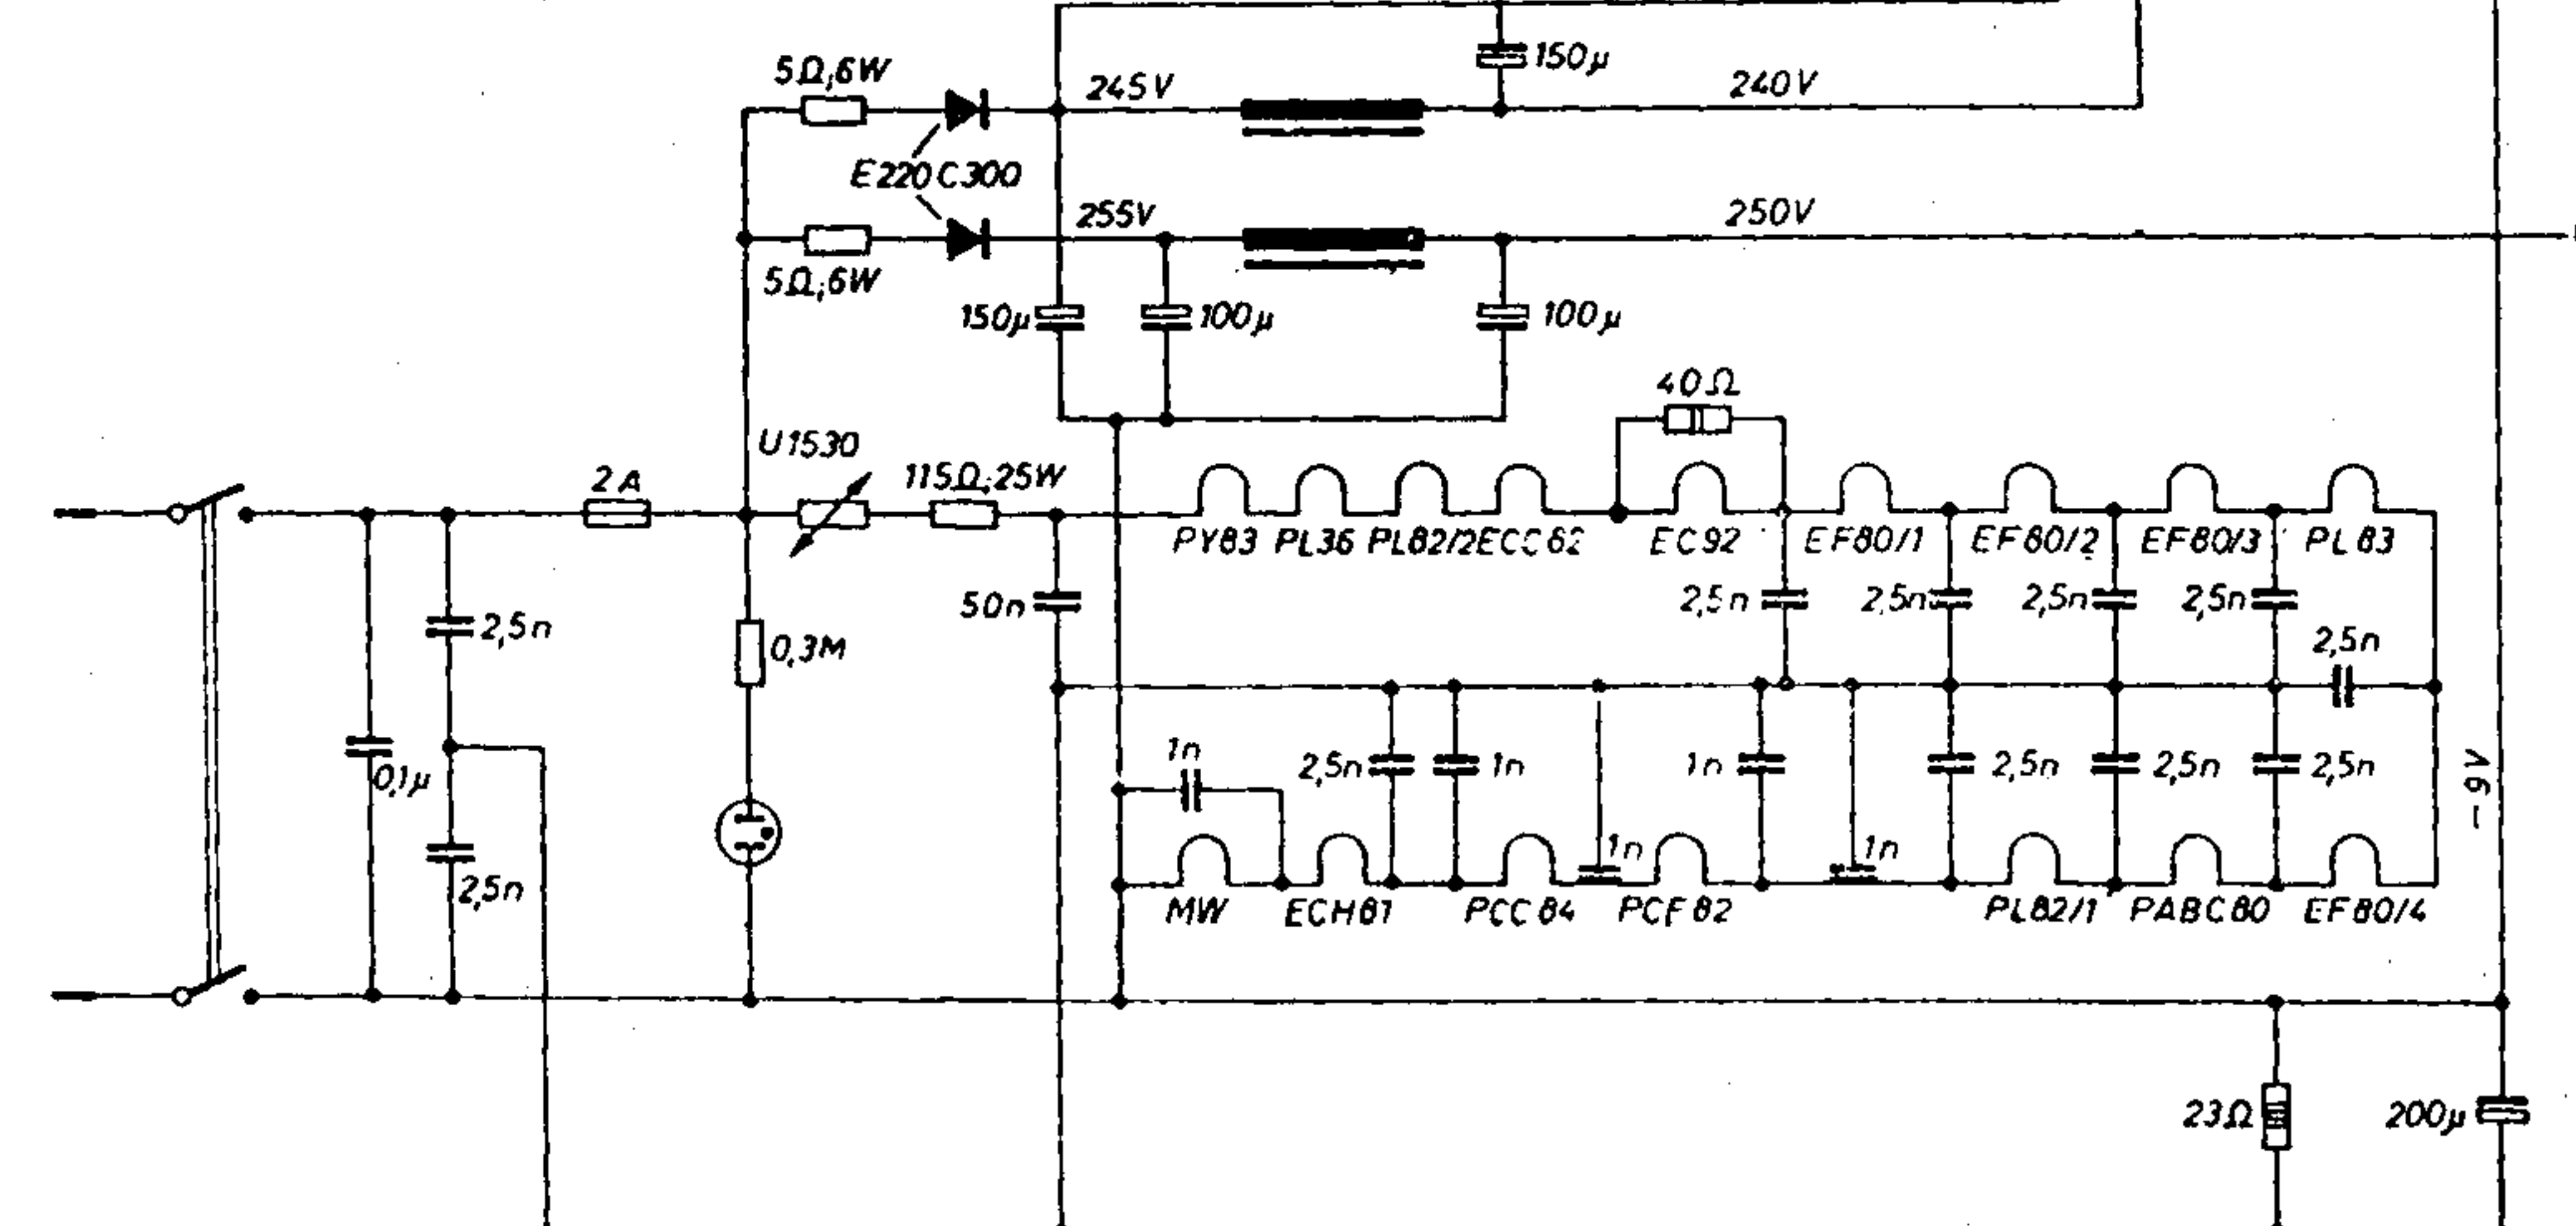 150µ
5Ω;6W
245V
240V
E220C300
255V
250V
5Ω;6W
150µ
100µ
100µ
40Ω
U1530
2A
115Ω;25W
PY83 PL36 PL82/2 ECC82 EC92 EF80/1 EF80/2 EF80/3 PL83
50n
2,5n
2,5n
2,5n
2,5n
2,5n
0,3M
2,5n
1n
2,5n
1n
1n
2,5n
2,5n
2,5n
0,1µ
-9V
1n
1n
2,5n
MW ECH81 PCC84 PCF82 PL82/1 PABC80 EF80/4
23Ω
200µ